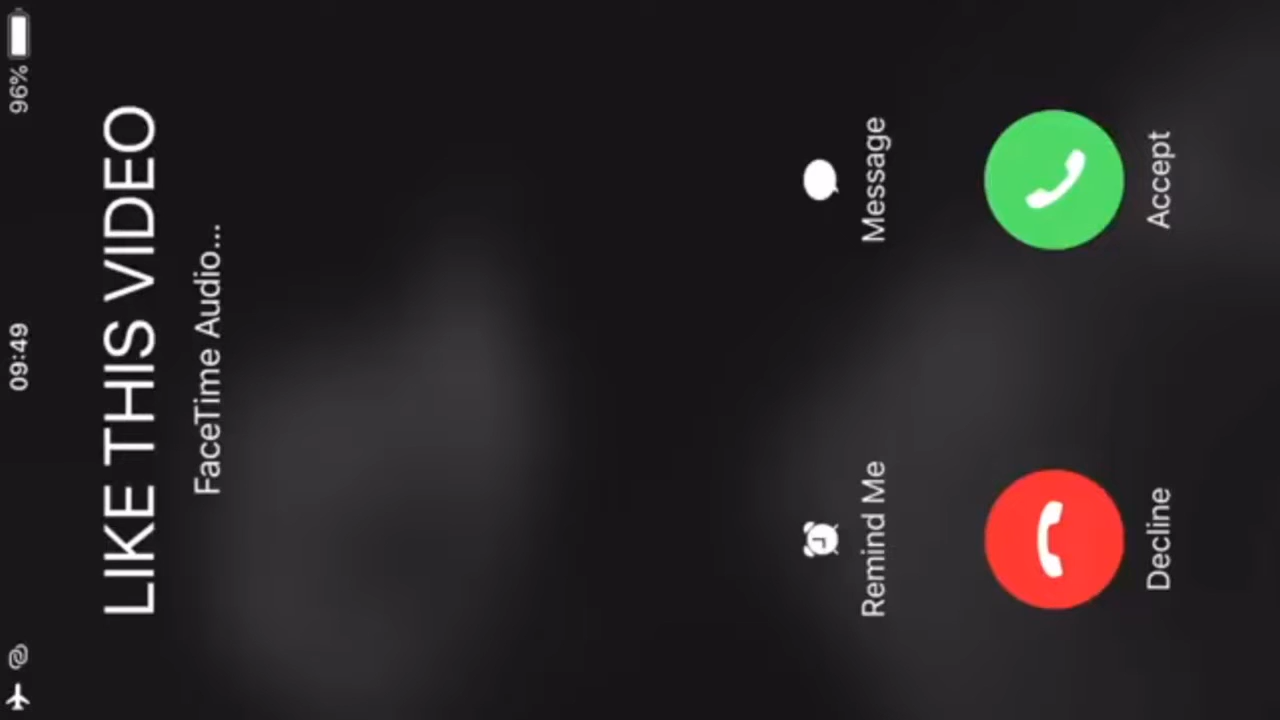 09:49
96%
LIKE THIS VIDEO
FaceTime Audio...
Remind Me
Message
Decline
Accept